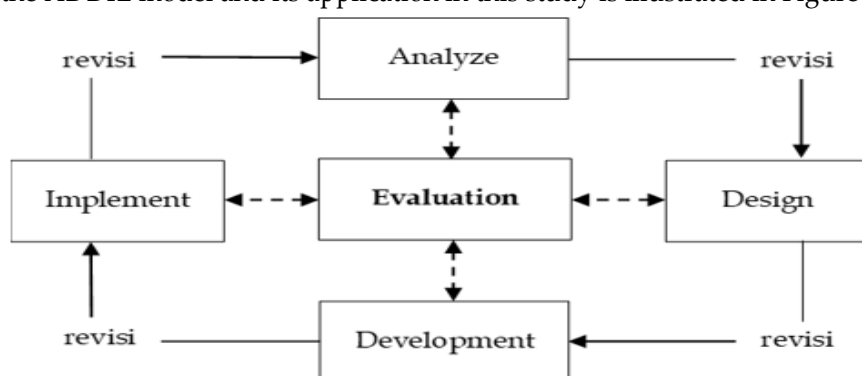 the ADDIE model and its application in this study is illustrated in Figure
revisi Analyze revisi
Implement Evaluation Design
revisi Development revisi